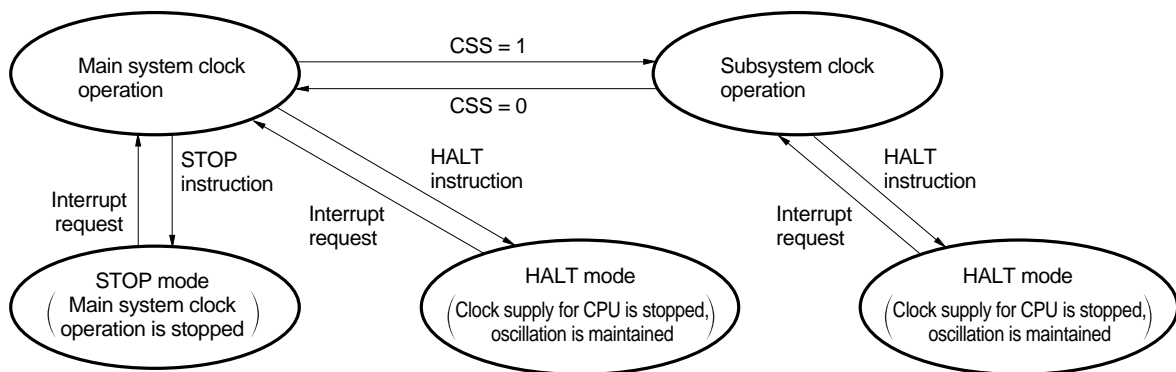 CSS = 1
Main system clock
operation
Subsystem clock
operation
CSS = 0
STOP
instruction
HALT
instruction
HALT
instruction
Interrupt
request
Interrupt
request
Interrupt
request
STOP mode
(Main system clock
operation is stopped)
HALT mode
(Clock supply for CPU is stopped,
oscillation is maintained)
HALT mode
(Clock supply for CPU is stopped,
oscillation is maintained)